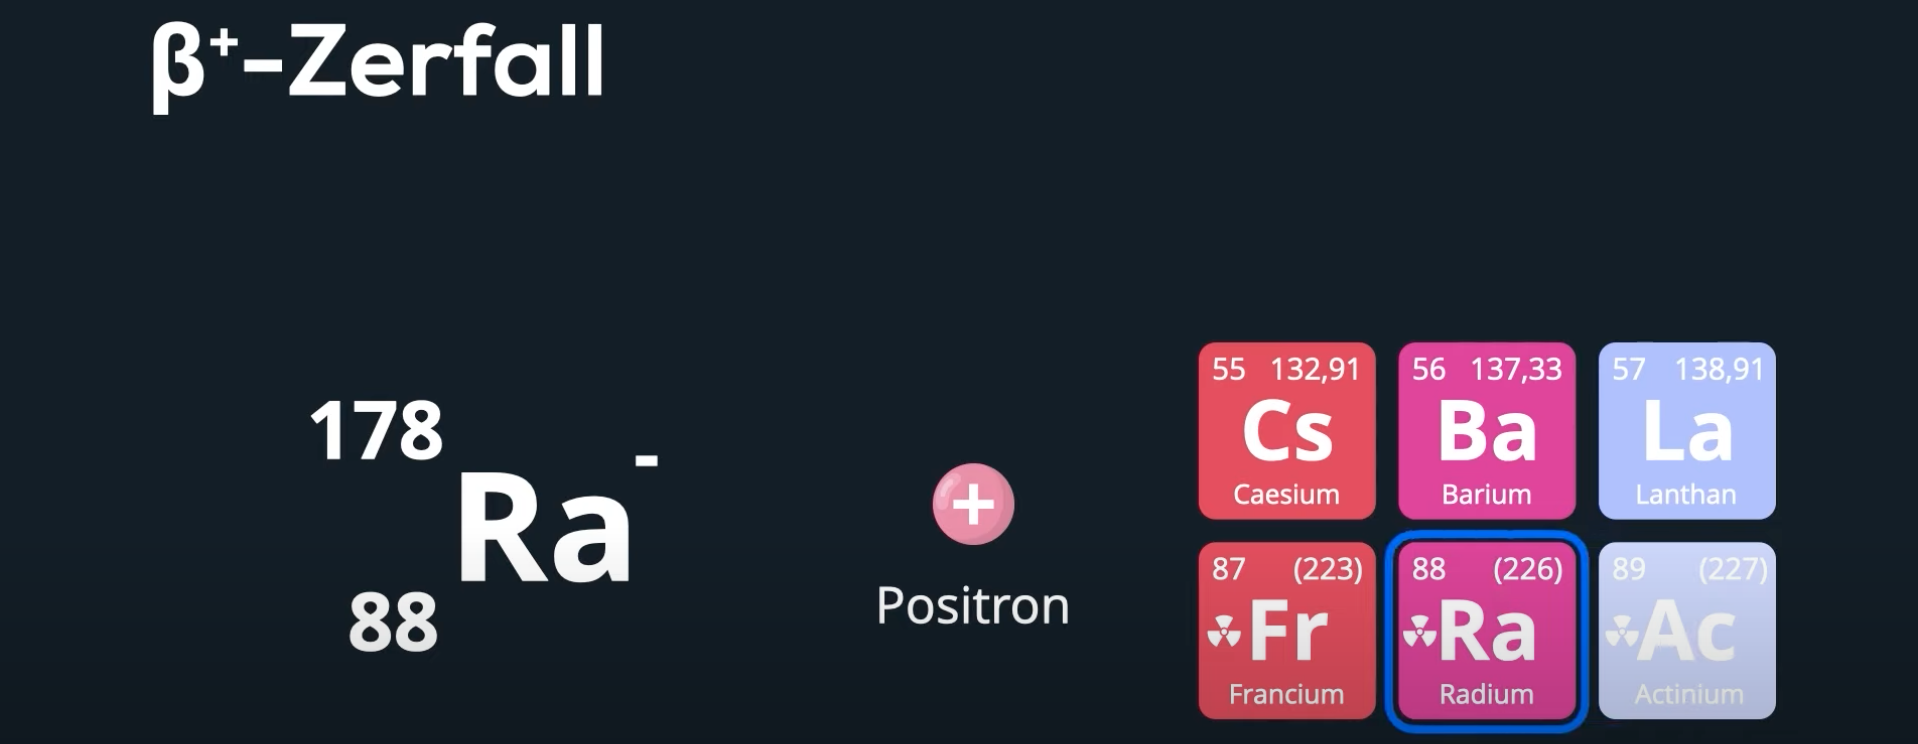 β⁺-Zerfall
178
Ra⁻
88
+
Positron
55 132,91
Cs
Caesium
56 137,33
Ba
Barium
57 138,91
La
Lanthan
87 (223)
Fr
Francium
88 (226)
Ra
Radium
89 (227)
Ac
Actinium